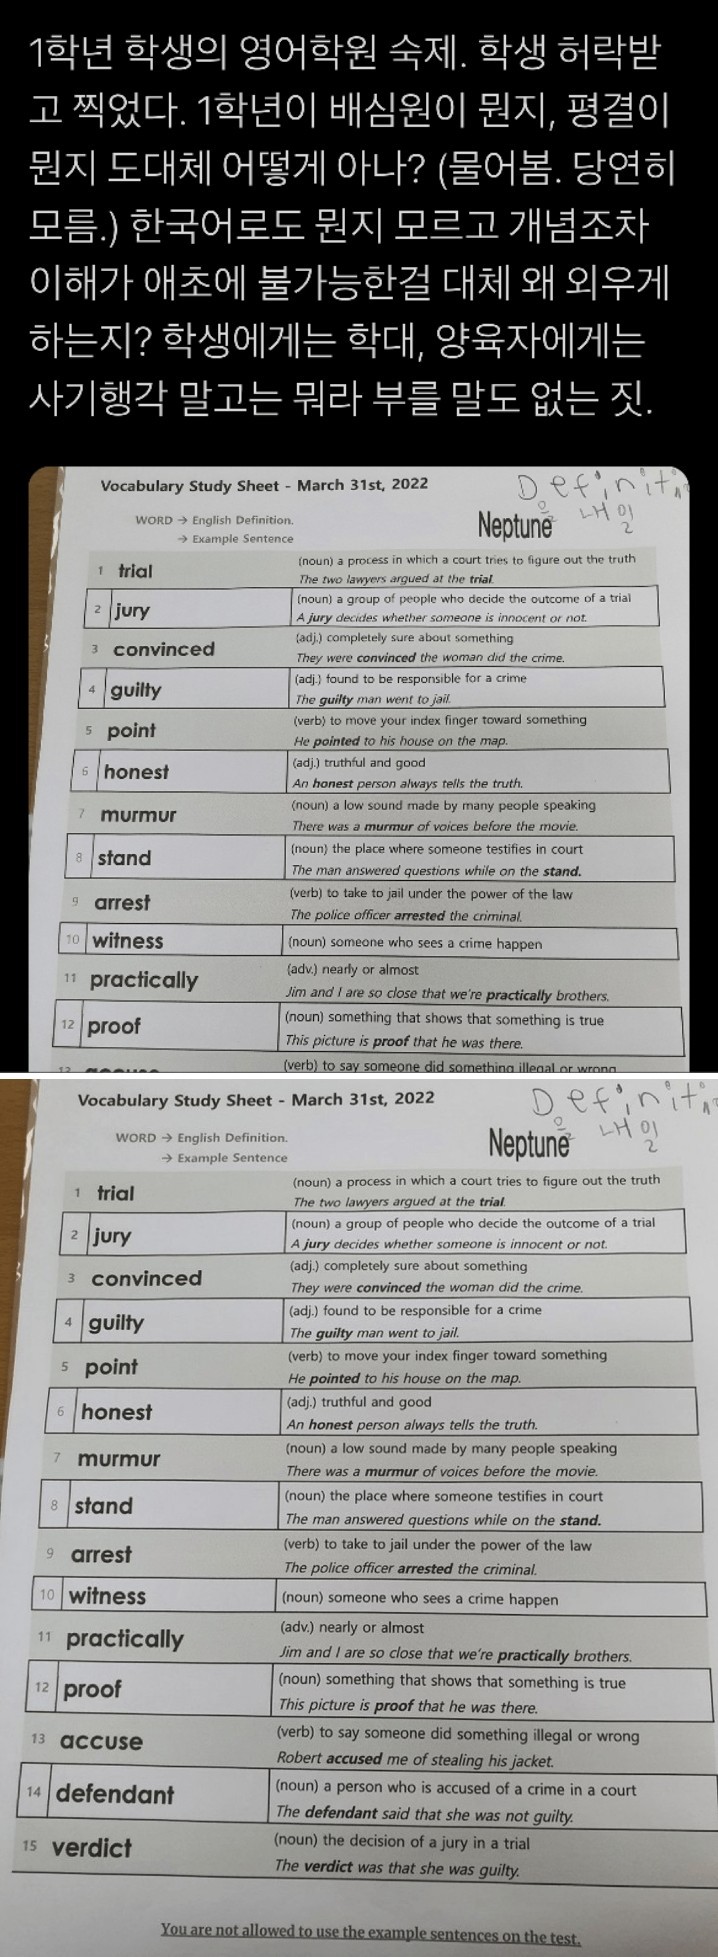 1학년 학생의 영어학원 숙제. 학생 허락받
고 찍었다. 1학년이 배심원이 뭔지, 평결이
뭔지 도대체 어떻게 아나? (물어봄. 당연히
모름.) 한국어로도 뭔지 모르고 개념조차
이해가 애초에 불가능한걸 대체 왜 외우게
하는지? 학생에게는 학대, 양육자에게는
사기행각 말고는 뭐라 부를 말도 없는 짓.
Vocabulary Study Sheet - March 31st, 2022
WORD → English Definition.
→ Example Sentence
Neptune
내일
1 trial
(noun) a process in which a court tries to figure out the truth
The two lawyers argued at the trial.
2 jury
(noun) a group of people who decide the outcome of a trial
A jury decides whether someone is innocent or not.
3 convinced
(adj.) completely sure about something
They were convinced the woman did the crime.
4 guilty
(adj.) found to be responsible for a crime
The guilty man went to jail.
5 point
(verb) to move your index finger toward something
He pointed to his house on the map.
6 honest
(adj.) truthful and good
An honest person always tells the truth.
7 murmur
(noun) a low sound made by many people speaking
There was a murmur of voices before the movie.
8 stand
(noun) the place where someone testifies in court
The man answered questions while on the stand.
9 arrest
(verb) to take to jail under the power of the law
The police officer arrested the criminal.
10 witness
(noun) someone who sees a crime happen
11 practically
(adv.) nearly or almost
Jim and I are so close that we're practically brothers.
12 proof
(noun) something that shows that something is true
This picture is proof that he was there.
(verb) to say someone did something illegal or wrong
Vocabulary Study Sheet - March 31st, 2022
WORD → English Definition.
→ Example Sentence
Neptune
내일
1 trial
(noun) a process in which a court tries to figure out the truth
The two lawyers argued at the trial.
2 jury
(noun) a group of people who decide the outcome of a trial
A jury decides whether someone is innocent or not.
3 convinced
(adj.) completely sure about something
They were convinced the woman did the crime.
4 guilty
(adj.) found to be responsible for a crime
The guilty man went to jail.
5 point
(verb) to move your index finger toward something
He pointed to his house on the map.
6 honest
(adj.) truthful and good
An honest person always tells the truth.
7 murmur
(noun) a low sound made by many people speaking
There was a murmur of voices before the movie.
8 stand
(noun) the place where someone testifies in court
The man answered questions while on the stand.
9 arrest
(verb) to take to jail under the power of the law
The police officer arrested the criminal.
10 witness
(noun) someone who sees a crime happen
11 practically
(adv.) nearly or almost
Jim and I are so close that we're practically brothers.
12 proof
(noun) something that shows that something is true
This picture is proof that he was there.
13 accuse
(verb) to say someone did something illegal or wrong
Robert accused me of stealing his jacket.
14 defendant
(noun) a person who is accused of a crime in a court
The defendant said that she was not guilty.
15 verdict
(noun) the decision of a jury in a trial
The verdict was that she was guilty.
You are not allowed to use the example sentences on the test.